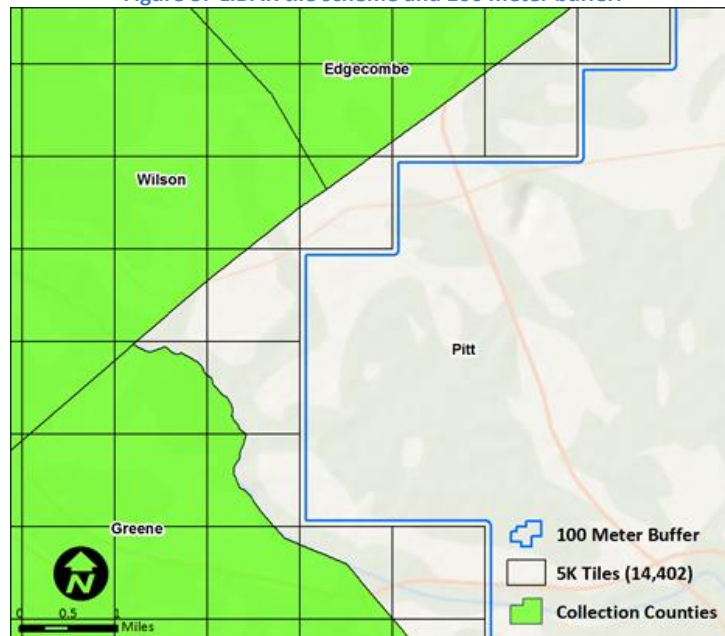 Edgecombe
Wilson
Pitt
Greene
100 Meter Buffer
5K Tiles (14,402)
Collection Counties
N
0 0.5 1
Miles